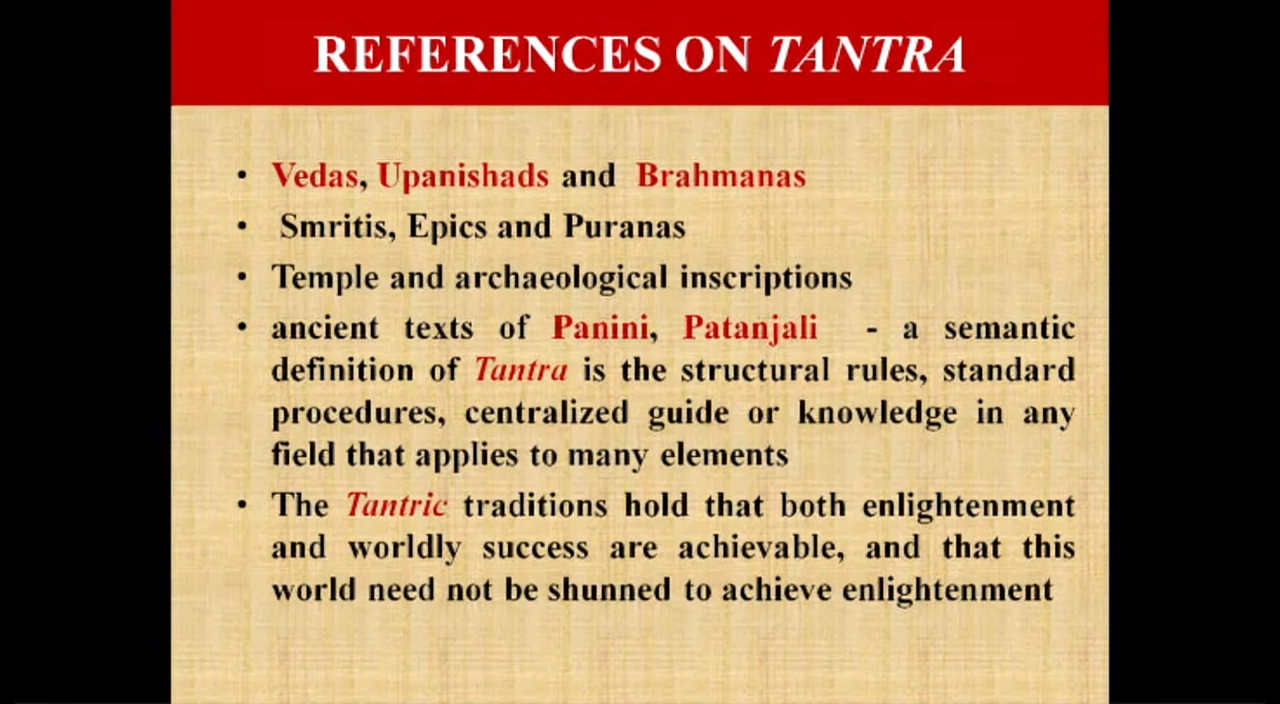 REFERENCES ON TANTRA
• Vedas, Upanishads and Brahmanas
• Smritis, Epics and Puranas
• Temple and archaeological inscriptions
• ancient texts of Panini, Patanjali - a semantic
definition of Tantra is the structural rules, standard
procedures, centralized guide or knowledge in any
field that applies to many elements
• The Tantric traditions hold that both enlightenment
and worldly success are achievable, and that this
world need not be shunned to achieve enlightenment